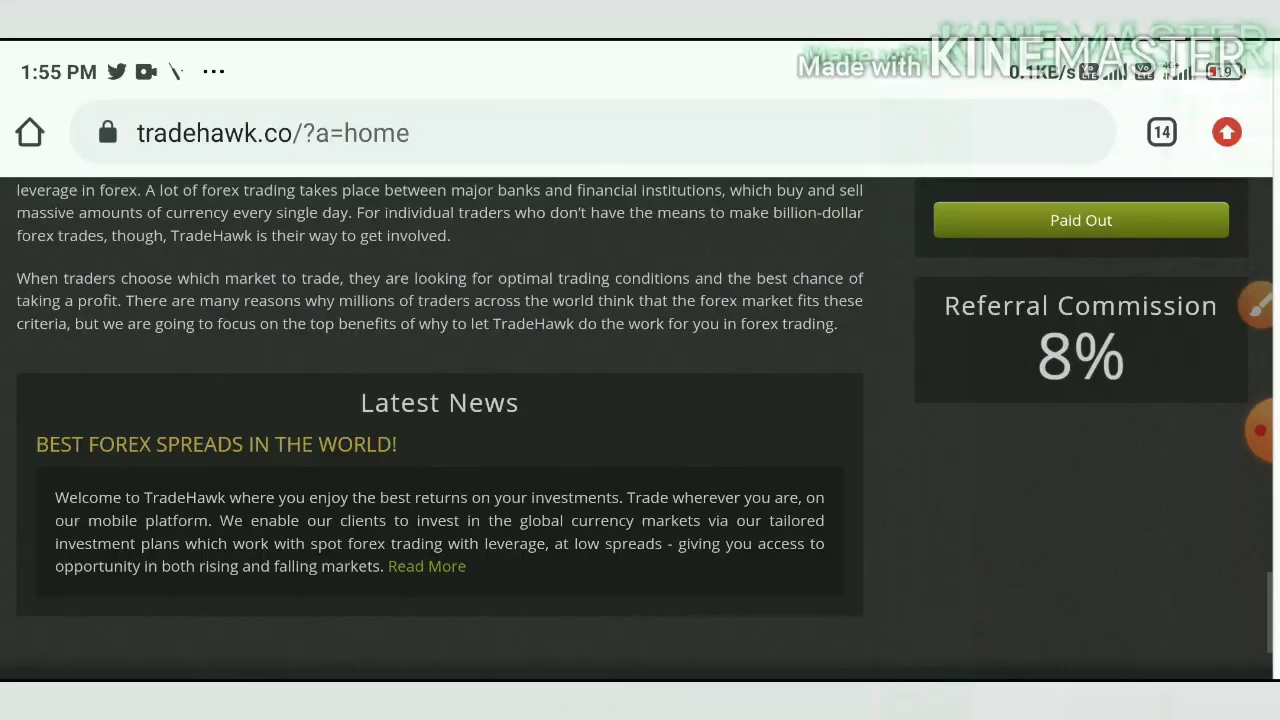 Made with KINEMASTER
1:55 PM
0.1KB/s
tradehawk.co/?a=home
14
leverage in forex. A lot of forex trading takes place between major banks and financial institutions, which buy and sell
massive amounts of currency every single day. For individual traders who don't have the means to make billion-dollar
forex trades, though, TradeHawk is their way to get involved.
When traders choose which market to trade, they are looking for optimal trading conditions and the best chance of
taking a profit. There are many reasons why millions of traders across the world think that the forex market fits these
criteria, but we are going to focus on the top benefits of why to let TradeHawk do the work for you in forex trading.
Paid Out
Referral Commission
8%
Latest News
BEST FOREX SPREADS IN THE WORLD!
Welcome to TradeHawk where you enjoy the best returns on your investments. Trade wherever you are, on
our mobile platform. We enable our clients to invest in the global currency markets via our tailored
investment plans which work with spot forex trading with leverage, at low spreads - giving you access to
opportunity in both rising and falling markets. Read More